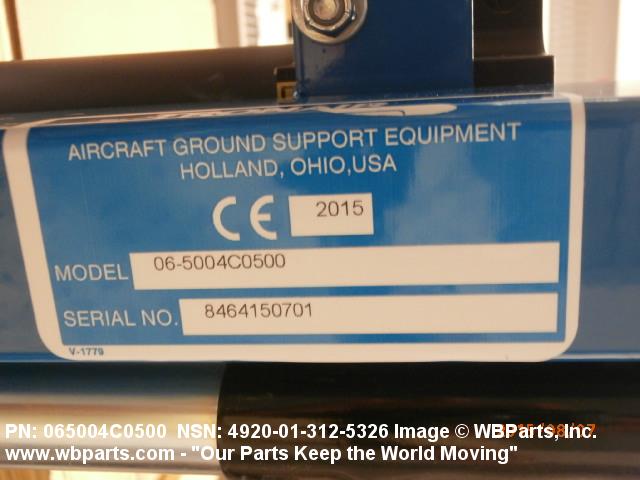 AIRCRAFT GROUND SUPPORT EQUIPMENT
HOLLAND, OHIO,USA
CE 2015
MODEL 06-5004C0500
SERIAL NO. 8464150701
V-1779
PN: 065004C0500 NSN: 4920-01-312-5326 Image © WBParts, Inc.
www.wbparts.com - "Our Parts Keep the World Moving"